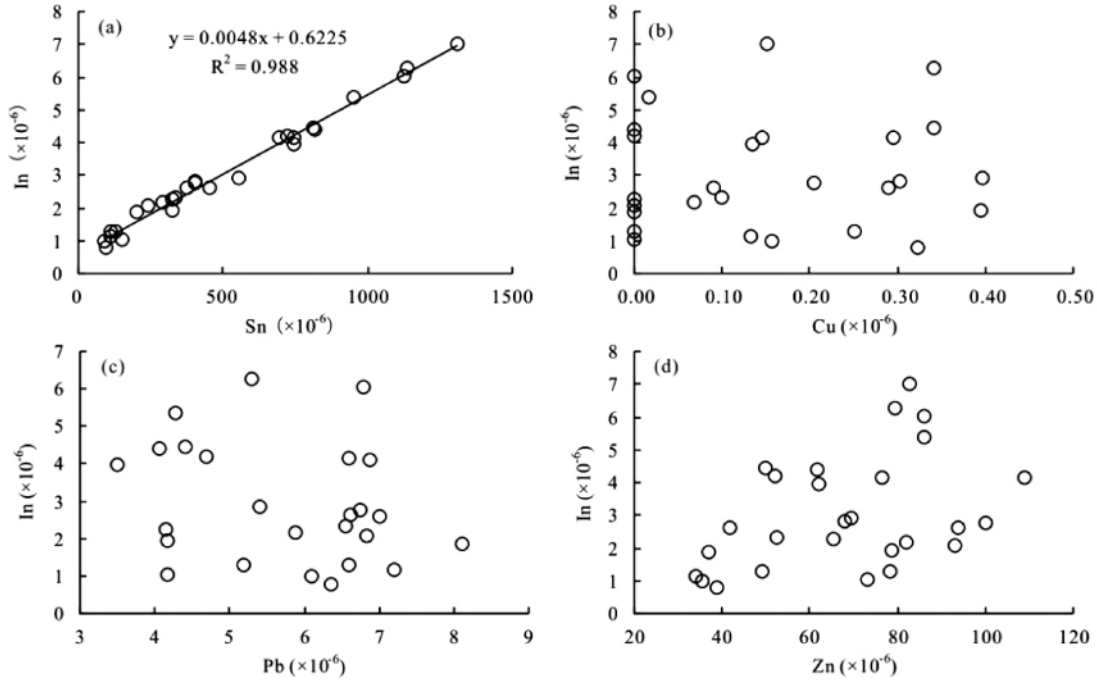 (a)
y = 0.0048x + 0.6225
R² = 0.988
8
7
6
5
4
3
2
1
0
In (×10⁻⁶)
0 500 1000 1500
Sn (×10⁻⁶)
(b)
8
7
6
5
4
3
2
1
0
In (×10⁻⁶)
0.00 0.10 0.20 0.30 0.40 0.50
Cu (×10⁻⁶)
(c)
7
6
5
4
3
2
1
0
In (×10⁻⁶)
3 4 5 6 7 8 9
Pb (×10⁻⁶)
(d)
8
7
6
5
4
3
2
1
0
In (×10⁻⁶)
20 40 60 80 100 120
Zn (×10⁻⁶)